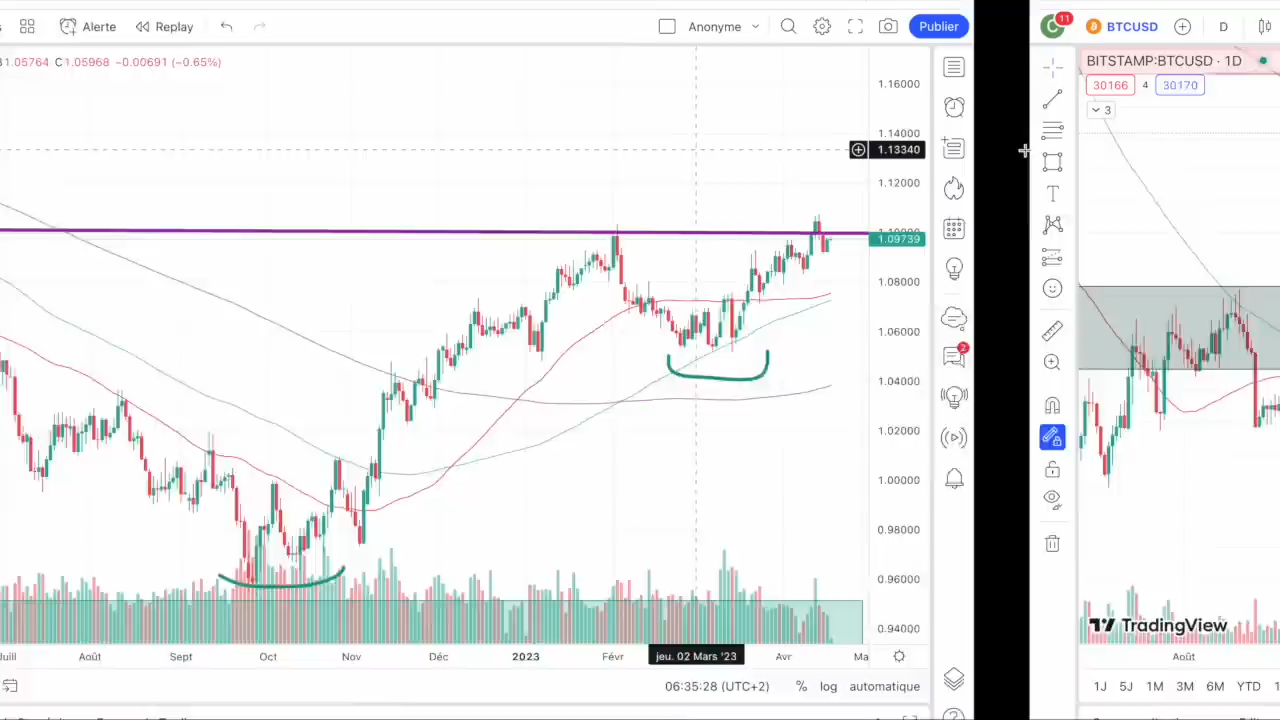 Alerte
Replay
Anonyme
Publier
11
BTCUSD
D
1.05764 C1.05968 −0.00691 (−0.65%)
BITSTAMP:BTCUSD · 1D
30166 4 30170
3
1.16000
1.14000
1.13340
1.12000
1.09739
1.08000
1.06000
1.04000
1.02000
1.00000
0.98000
0.96000
0.94000
2
TradingView
Juill Août Sept Oct Nov Déc 2023 Févr jeu. 02 Mars '23 Avr Ma
Août
06:35:28 (UTC+2) % log automatique
1J 5J 1M 3M 6M YTD